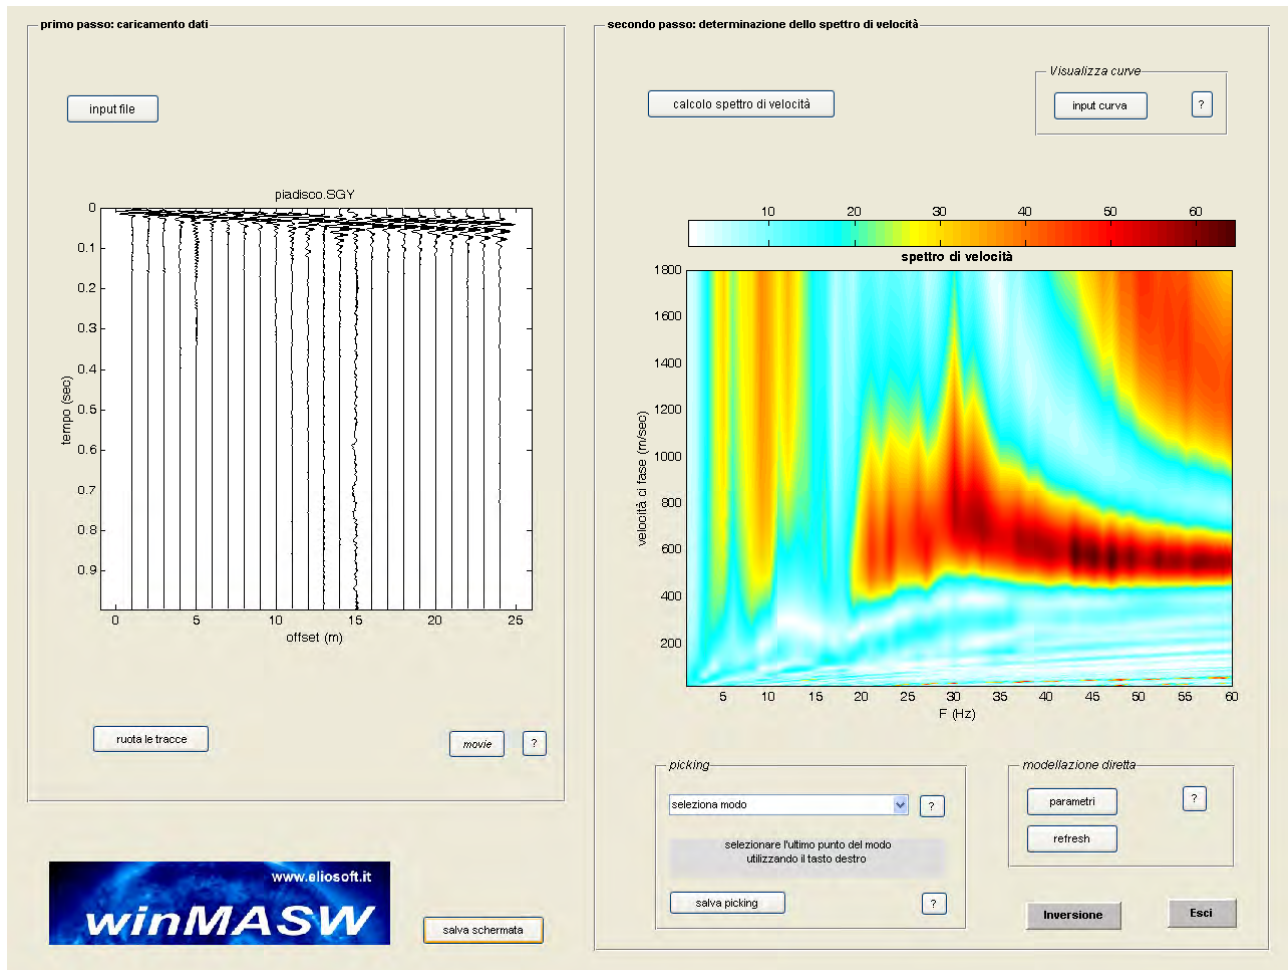 primo passo: caricamento dati
input file
piadisco.SGY
0
0.1
0.2
0.3
0.4
0.5
0.6
0.7
0.8
0.9
tempo (sec)
0 5 10 15 20 25
offset (m)
ruota le tracce
movie
?
www.eliosoft.it
winMASW
salva schermata
secondo passo: determinazione dello spettro di velocità
calcolo spettro di velocità
Visualizza curve
input curva
?
10 20 30 40 50 60
spettro di velocità
1800
1600
1400
1200
1000
800
600
400
200
velocità di fase (m/sec)
5 10 15 20 25 30 35 40 45 50 55 60
F (Hz)
picking
seleziona modo
?
selezionare l'ultimo punto del modo
utilizzando il tasto destro
salva picking
?
modellazione diretta
parametri
?
refresh
Inversione
Esci